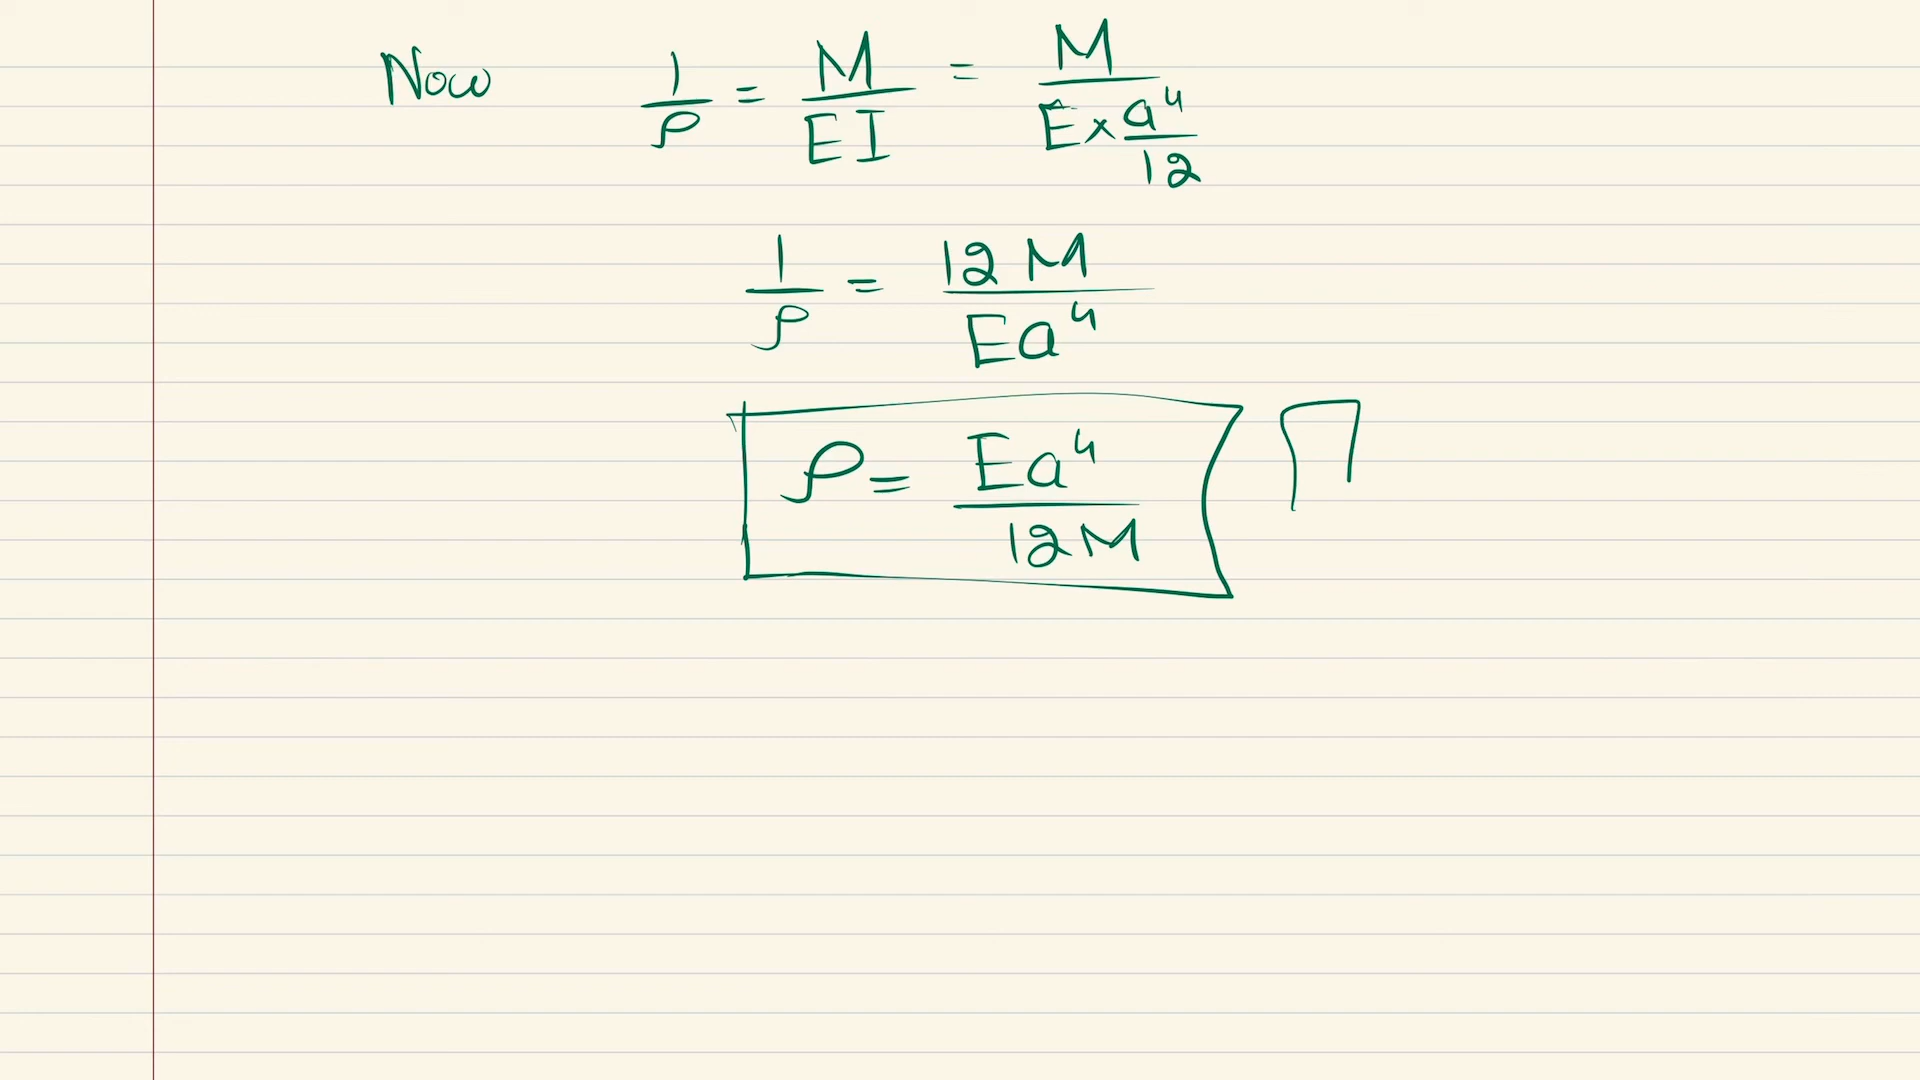 Now 1/ρ = M/EI = M/(E × a⁴/12)
1/ρ = 12M/Ea⁴
ρ = Ea⁴/12M